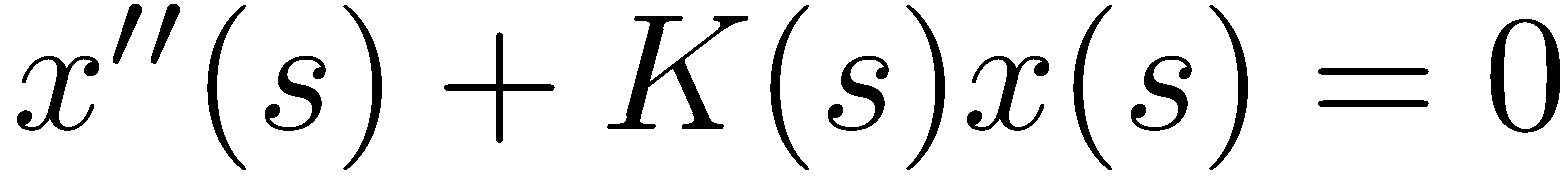 x''(s) + K(s)x(s) = 0